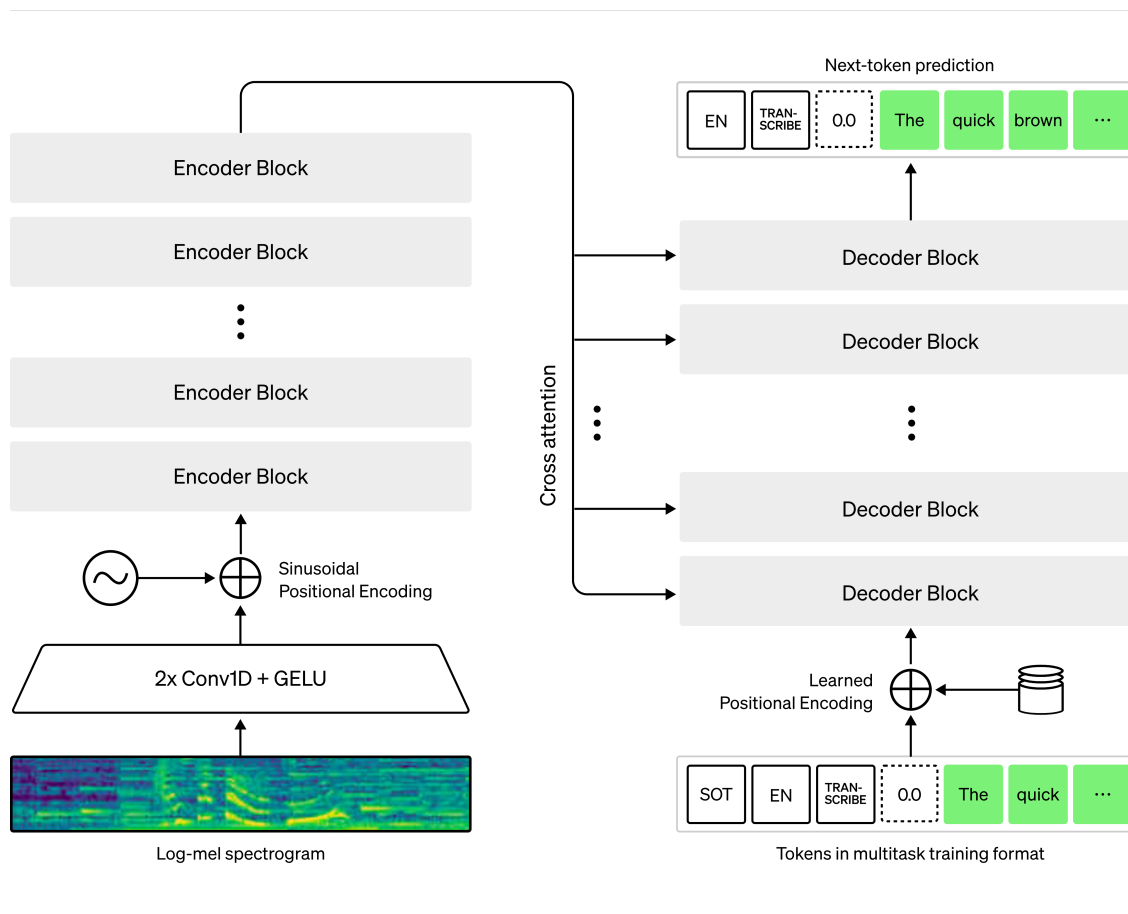 Encoder Block
Encoder Block
Encoder Block
Encoder Block
Sinusoidal
Positional Encoding
2x Conv1D + GELU
Log-mel spectrogram
Cross attention
Next-token prediction
EN TRAN-
SCRIBE 0.0 The quick brown ...
Decoder Block
Decoder Block
Decoder Block
Decoder Block
Learned
Positional Encoding
SOT EN TRAN-
SCRIBE 0.0 The quick ...
Tokens in multitask training format